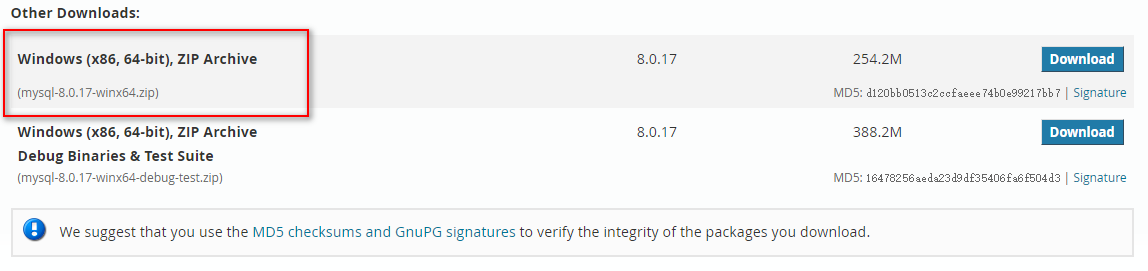 Other Downloads:
Windows (x86, 64-bit), ZIP Archive 8.0.17 254.2M Download
(mysql-8.0.17-winx64.zip) MD5: d120bb0513c2ccfaeee74b0e99217bb7 | Signature
Windows (x86, 64-bit), ZIP Archive 8.0.17 388.2M Download
Debug Binaries & Test Suite
(mysql-8.0.17-winx64-debug-test.zip) MD5: 16478256aeda23d9df35406fa6f504d3 | Signature
We suggest that you use the MD5 checksums and GnuPG signatures to verify the integrity of the packages you download.